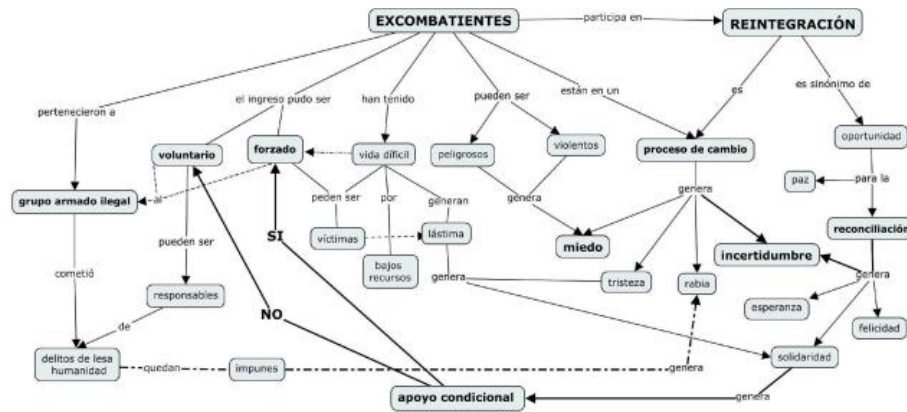 EXCOMBATIENTES
participa en
REINTEGRACIÓN
pertenecieron a
el ingreso pudo ser
han tenido
pueden ser
están en un
es
es sinónimo de
voluntario
forzado
vida díficil
peligrosos
violentos
proceso de cambio
oportunidad
grupo armado ilegal
al
peden ser
por
generan
genera
genera
paz
para la
pueden ser
SI
víctimas
lástima
miedo
incertidumbre
reconciliación
cometió
bajos
recursos
genera
tristeza
rabia
genera
responsables
esperanza
NO
felicidad
de
delitos de lesa
humanidad
quedan
impunes
genera
solidaridad
apoyo condicional
genera